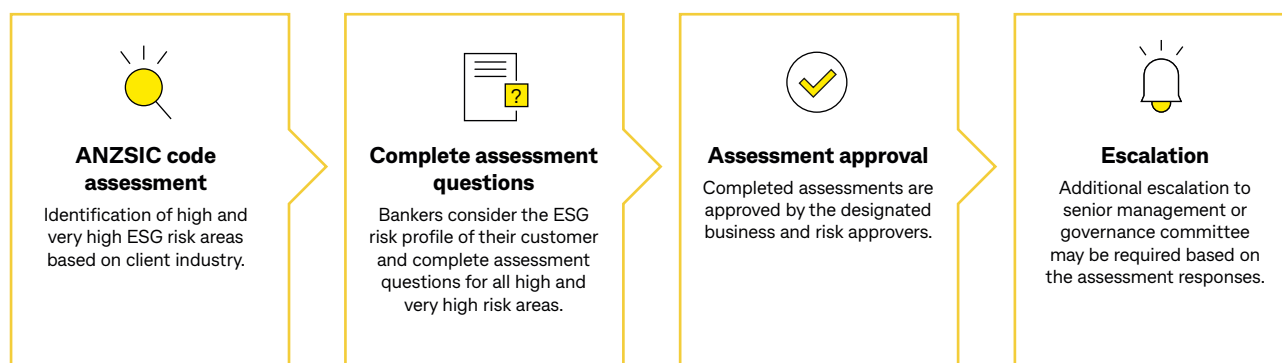 ANZSIC code
assessment
Identification of high and
very high ESG risk areas
based on client industry.
?
Complete assessment
questions
Bankers consider the ESG
risk profile of their customer
and complete assessment
questions for all high and
very high risk areas.
Assessment approval
Completed assessments are
approved by the designated
business and risk approvers.
Escalation
Additional escalation to
senior management or
governance committee
may be required based on
the assessment responses.